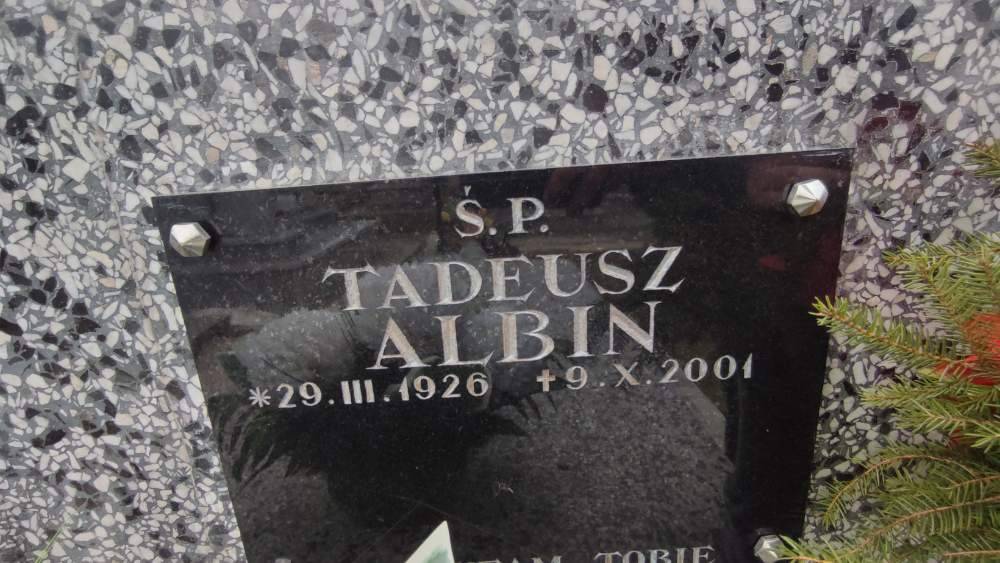 Ś.P.
TADEUSZ
ALBIN
*29.III.1926 ✝9.X.2001
TOBIE